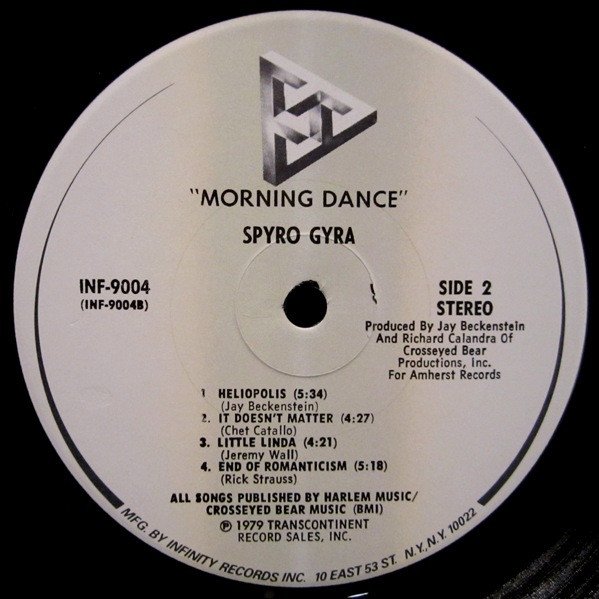 "MORNING DANCE"
SPYRO GYRA
INF-9004
(INF-9004B)
SIDE 2
STEREO
Produced By Jay Beckenstein
And Richard Calandra Of
Crosseyed Bear
Productions, Inc.
For Amherst Records
1 HELIOPOLIS (5:34)
(Jay Beckenstein)
2. IT DOESN'T MATTER (4:27)
(Chet Catallo)
3. LITTLE LINDA (4:21)
(Jeremy Wall)
4. END OF ROMANTICISM (5:18)
(Rick Strauss)
ALL SONGS PUBLISHED BY HARLEM MUSIC/
CROSSEYED BEAR MUSIC (BMI)
℗ 1979 TRANSCONTINENT
RECORD SALES, INC.
MFG. BY INFINITY RECORDS INC. 10 EAST 53 ST. N.Y., N.Y. 10022